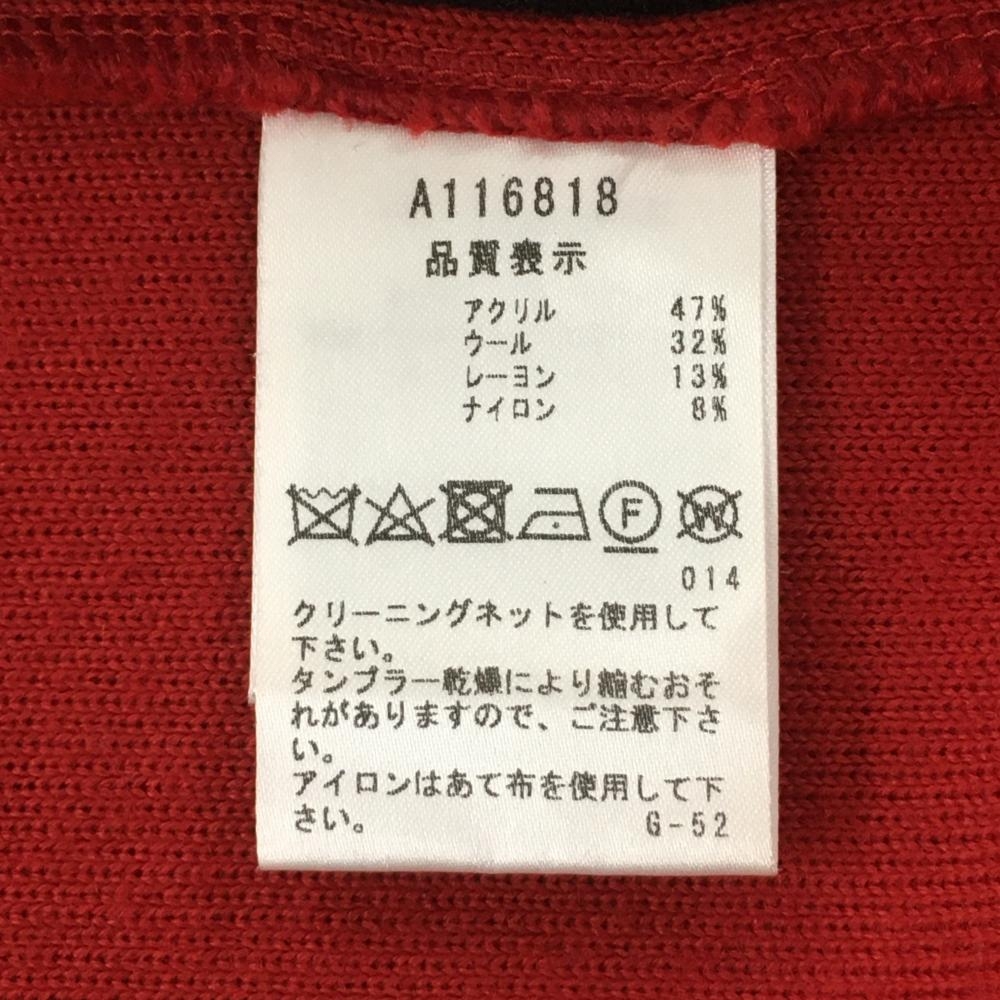 A116818
品質表示
アクリル 47%
ウール 32%
レーヨン 13%
ナイロン 8%
F W
014
クリーニングネットを使用して
下さい。
タンブラー乾燥により縮むおそ
れがありますので、ご注意下さ
い。
アイロンはあて布を使用して下
さい。 G-52